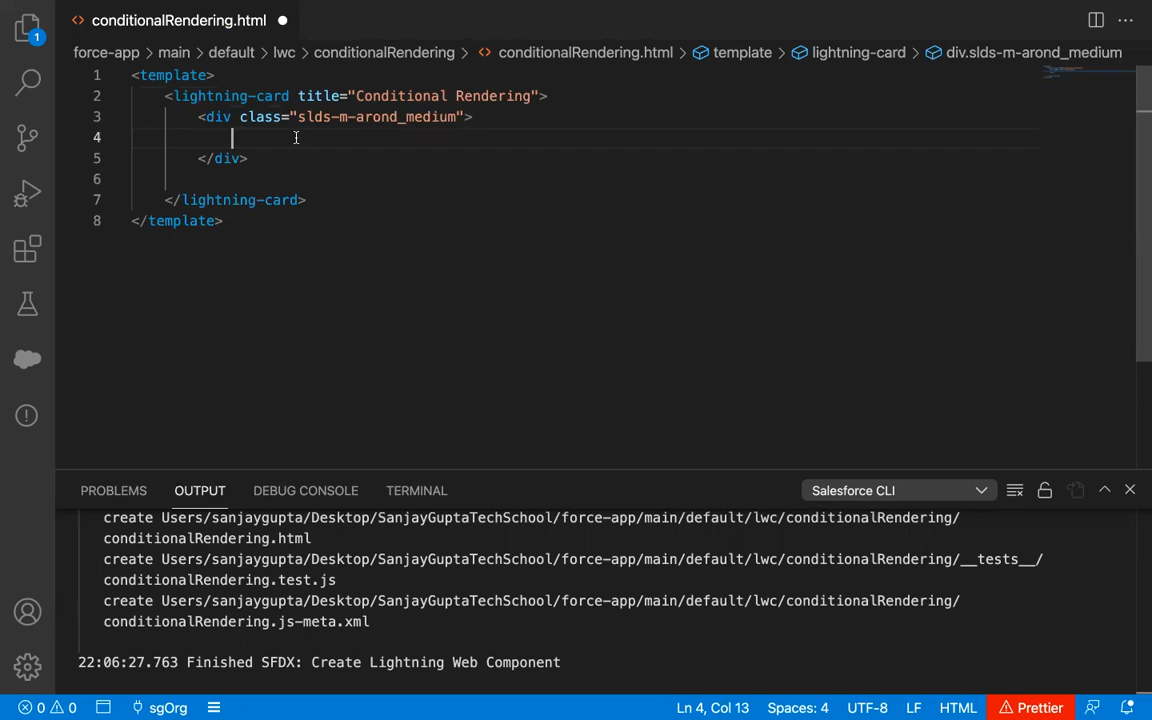 conditionalRendering.html
1
force-app > main > default > lwc > conditionalRendering > conditionalRendering.html > template > lightning-card > div.slds-m-arond_medium
1 <template>
2 <lightning-card title="Conditional Rendering">
3 <div class="slds-m-arond_medium">
4
5 </div>
6
7 </lightning-card>
8 </template>
PROBLEMS OUTPUT DEBUG CONSOLE TERMINAL Salesforce CLI
create Users/sanjaygupta/Desktop/SanjayGuptaTechSchool/force-app/main/default/lwc/conditionalRendering/
conditionalRendering.html
create Users/sanjaygupta/Desktop/SanjayGuptaTechSchool/force-app/main/default/lwc/conditionalRendering/__tests__/
conditionalRendering.test.js
create Users/sanjaygupta/Desktop/SanjayGuptaTechSchool/force-app/main/default/lwc/conditionalRendering/
conditionalRendering.js-meta.xml
22:06:27.763 Finished SFDX: Create Lightning Web Component
0 0 sgOrg Ln 4, Col 13 Spaces: 4 UTF-8 LF HTML Prettier